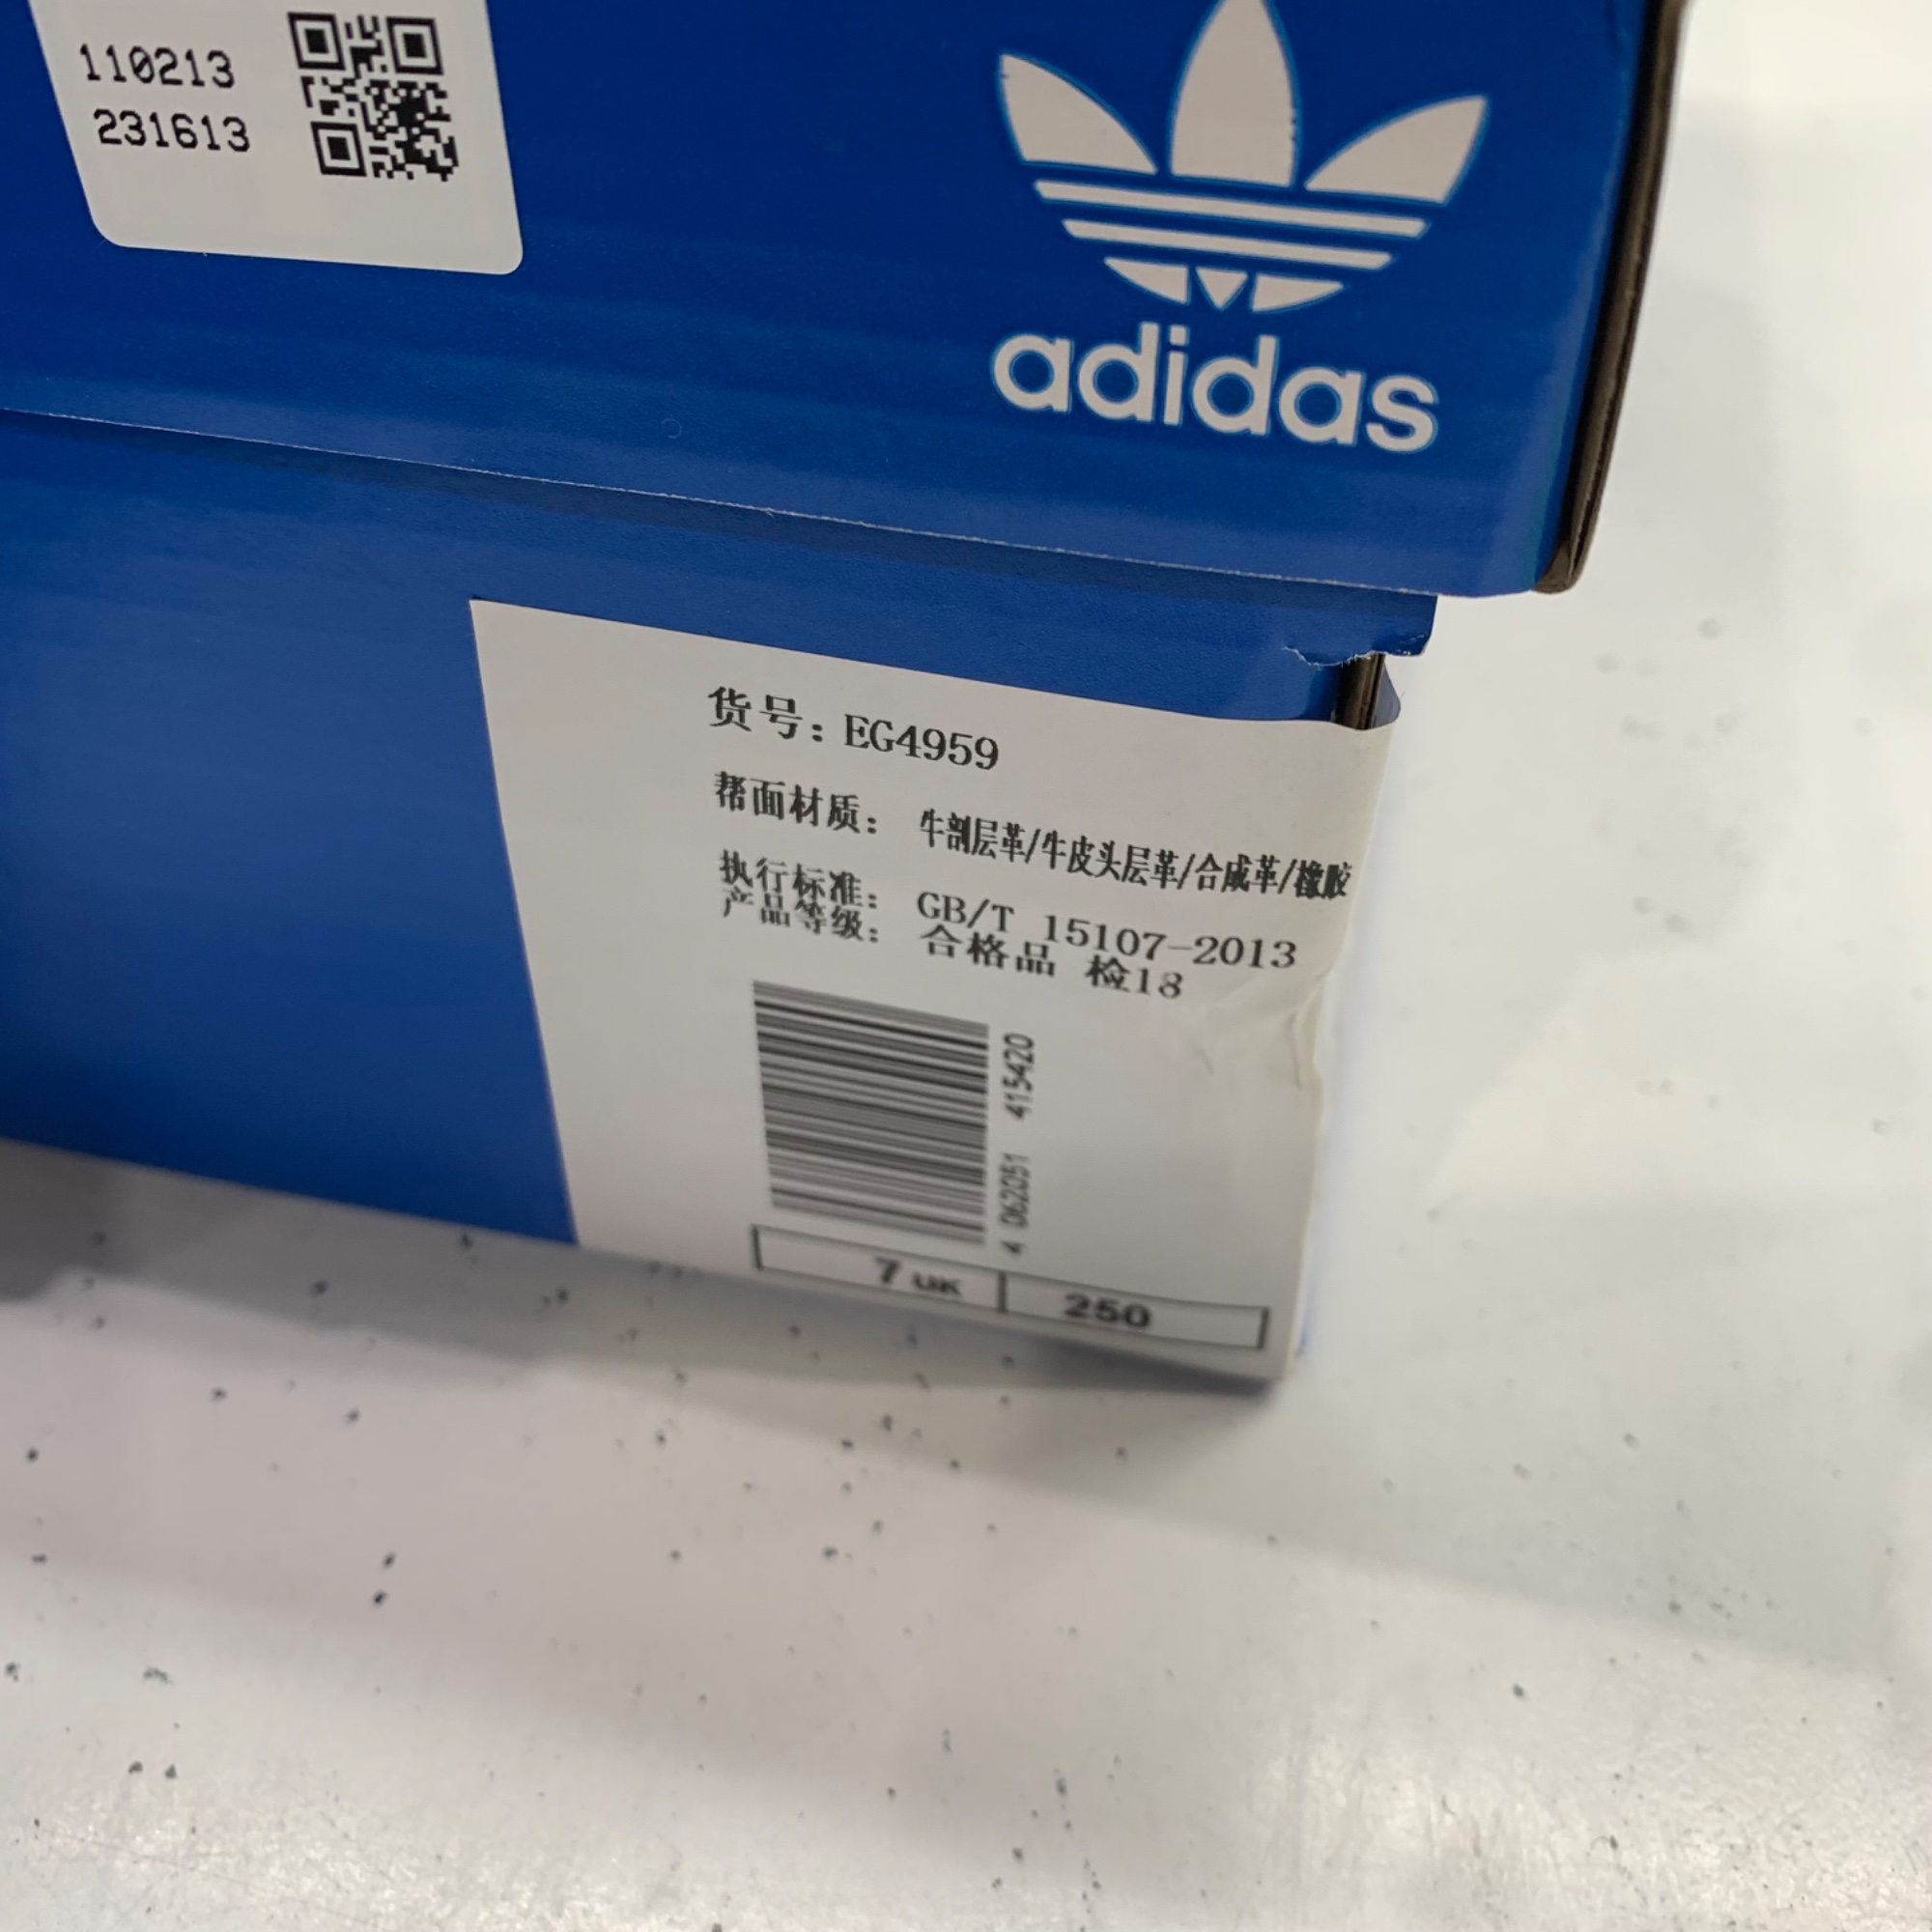 110213
231613
adidas
货号: EG4959
帮面材质: 牛剖层革/牛皮头层革/合成革/橡胶
执行标准: GB/T 15107-2013
产品等级: 合格品 检18
4 062051 415420
7 UK 250